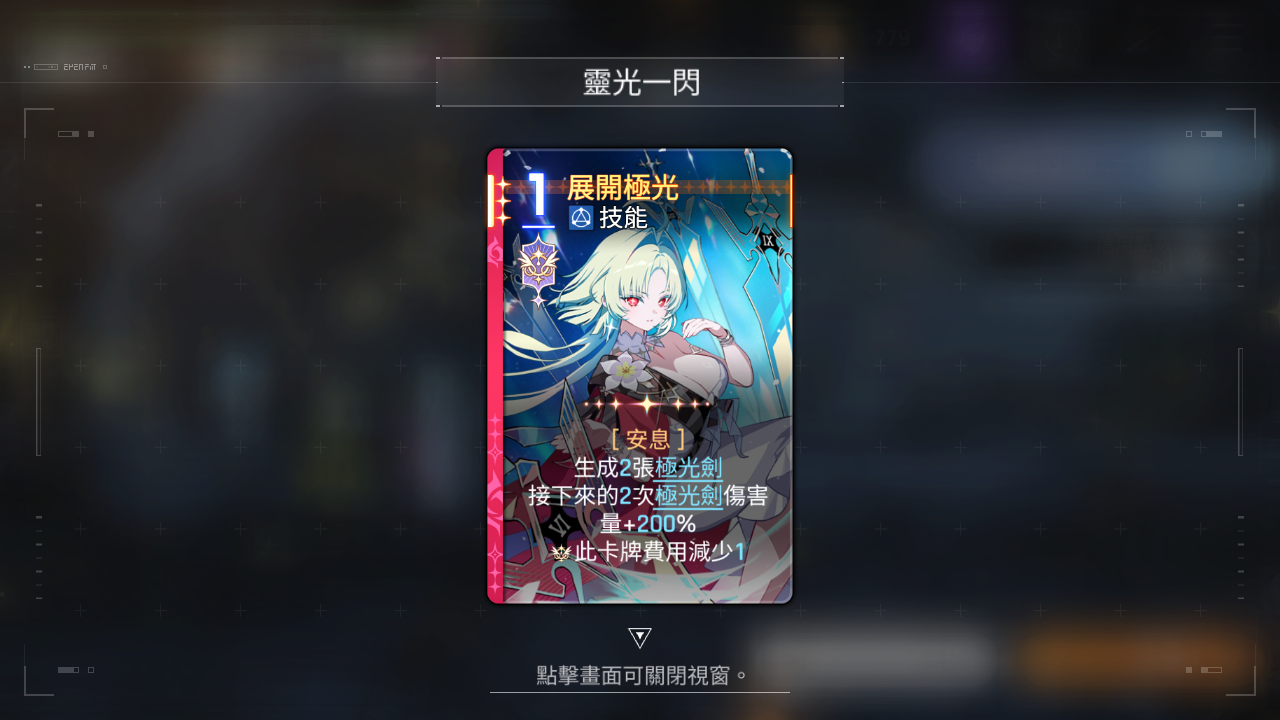 靈光一閃
1
展開極光
技能
IX
[ 安息 ]
生成2張極光劍
接下來的2次極光劍傷害
量+200%
此卡牌費用減少1
VI
點擊畫面可關閉視窗。